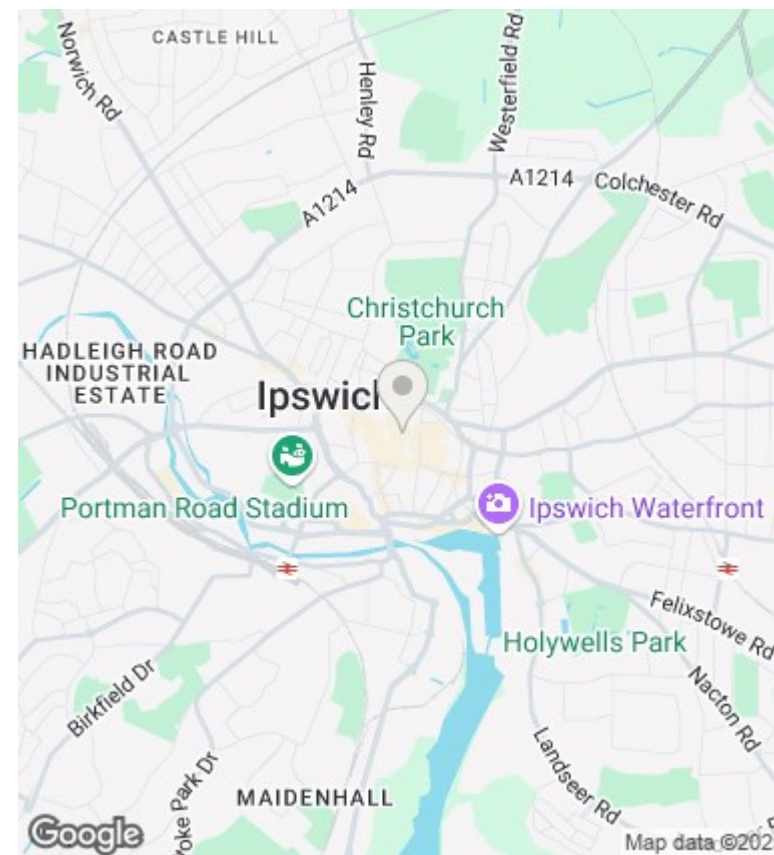 CASTLE HILL
Norwich Rd
Henley Rd
Westerfield Rd
A1214
A1214
Colchester Rd
Christchurch
Park
HADLEIGH ROAD
INDUSTRIAL
ESTATE
Ipswich
Portman Road Stadium
Ipswich Waterfront
Felixstowe Rd
Holywells Park
Nacton Rd
Birkfield Dr
Landseer Rd
oke Park Dr
MAIDENHALL
Google
Map data ©202